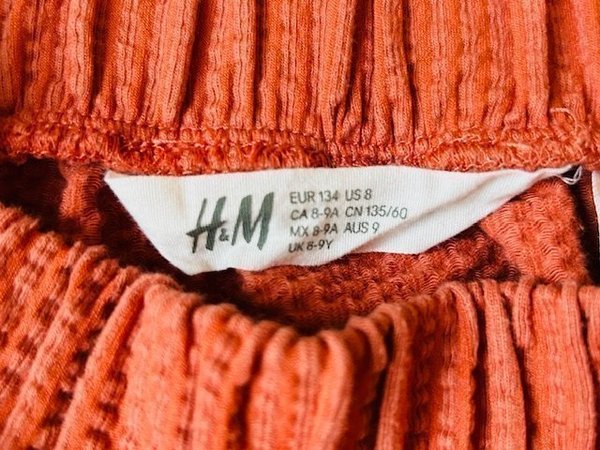 H&M
EUR 134 US 8
CA 8-9A CN 135/60
MX 8-9A AUS 9
UK 8-9Y